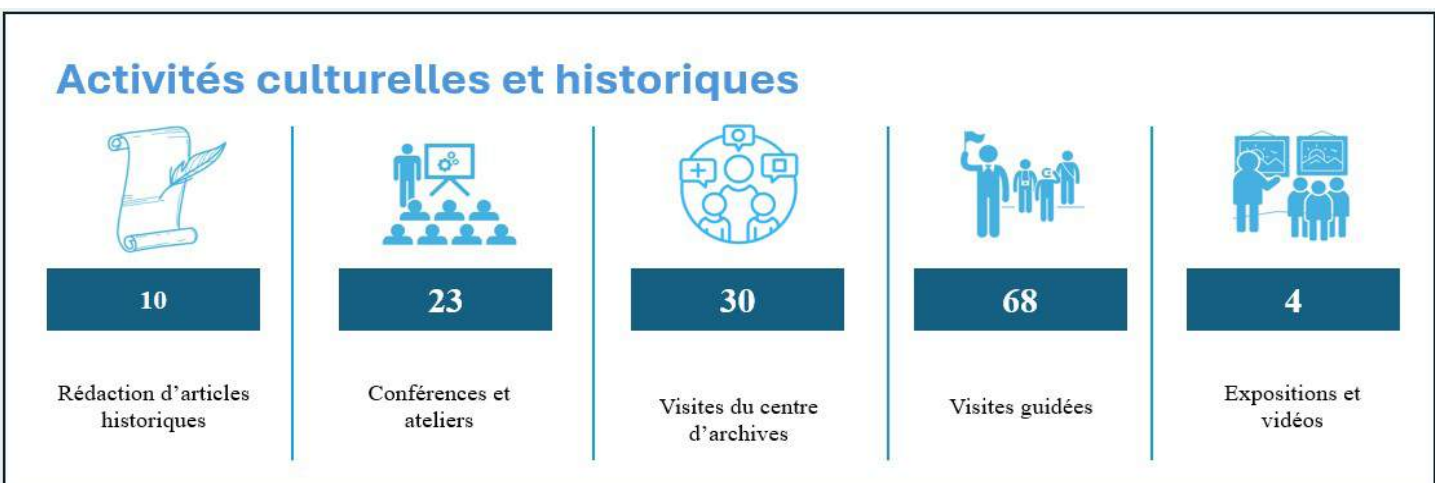 Activités culturelles et historiques
10
23
30
68
4
Rédaction d’articles
historiques
Conférences et
ateliers
Visites du centre
d’archives
Visites guidées
Expositions et
vidéos